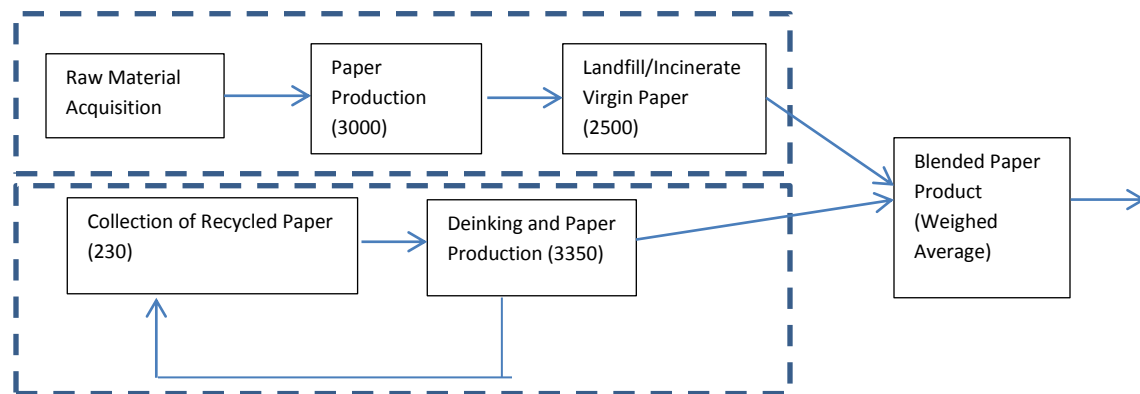 Raw Material
Acquisition
Paper
Production
(3000)
Landfill/Incinerate
Virgin Paper
(2500)
Blended Paper
Product
(Weighed
Average)
Collection of Recycled Paper
(230)
Deinking and Paper
Production (3350)